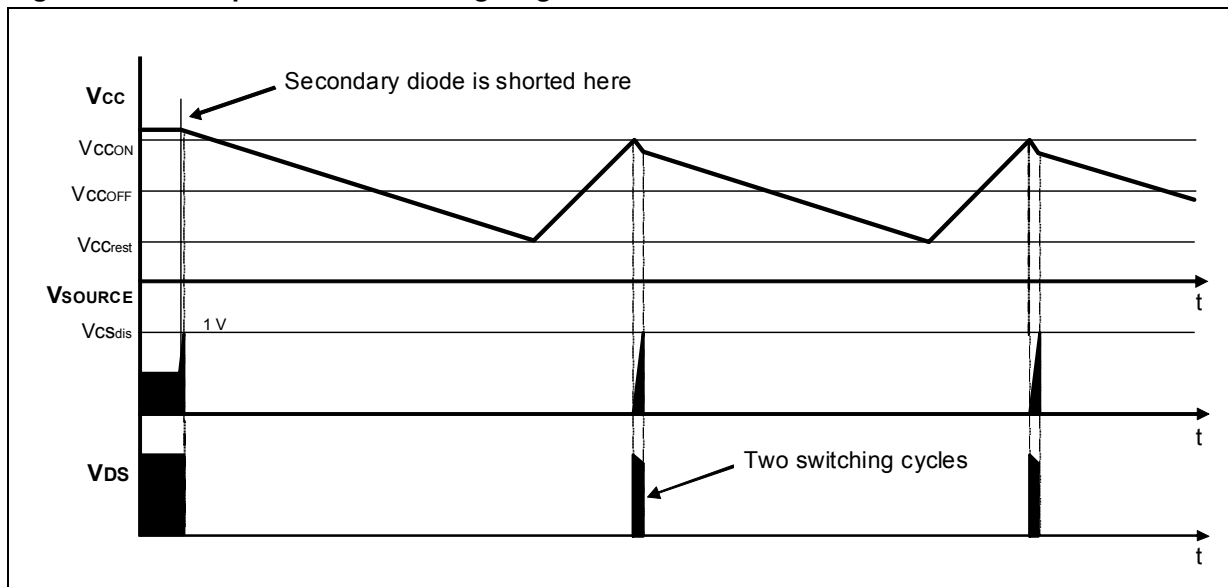 Secondary diode is shorted here
VCC
VCCON
VCCOFF
VCCrest
t
VSOURCE
VCSdis
1 V
t
VDS
Two switching cycles
t